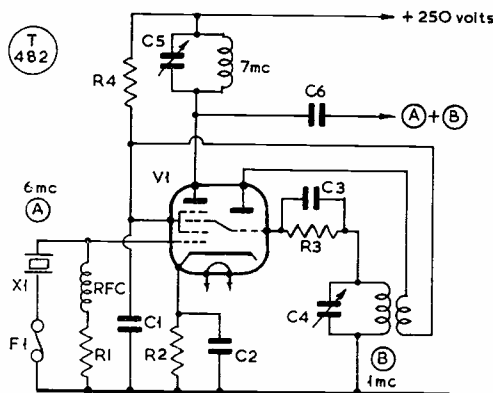 T
482
+ 250 volts
C5
R4
7mc
C6
A + B
V1
6mc
A
C3
R3
X1
RFC
C4
F1
R1
C1
R2
C2
B
1mc